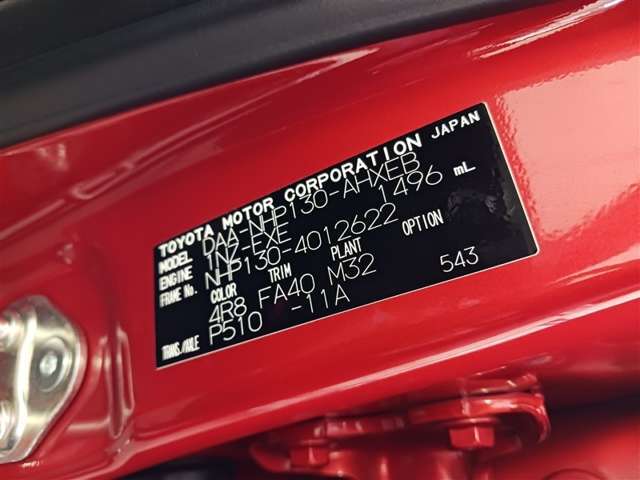 TOYOTA MOTOR CORPORATION JAPAN
MODEL DAA-NHP130-AHXEB
ENGINE 1NZ-FXE 1496 mL
FRAME No. NHP130-4012622
COLOR TRIM PLANT OPTION
4R8 FA40 M32 543
TRANS./AXLE P510 -11A